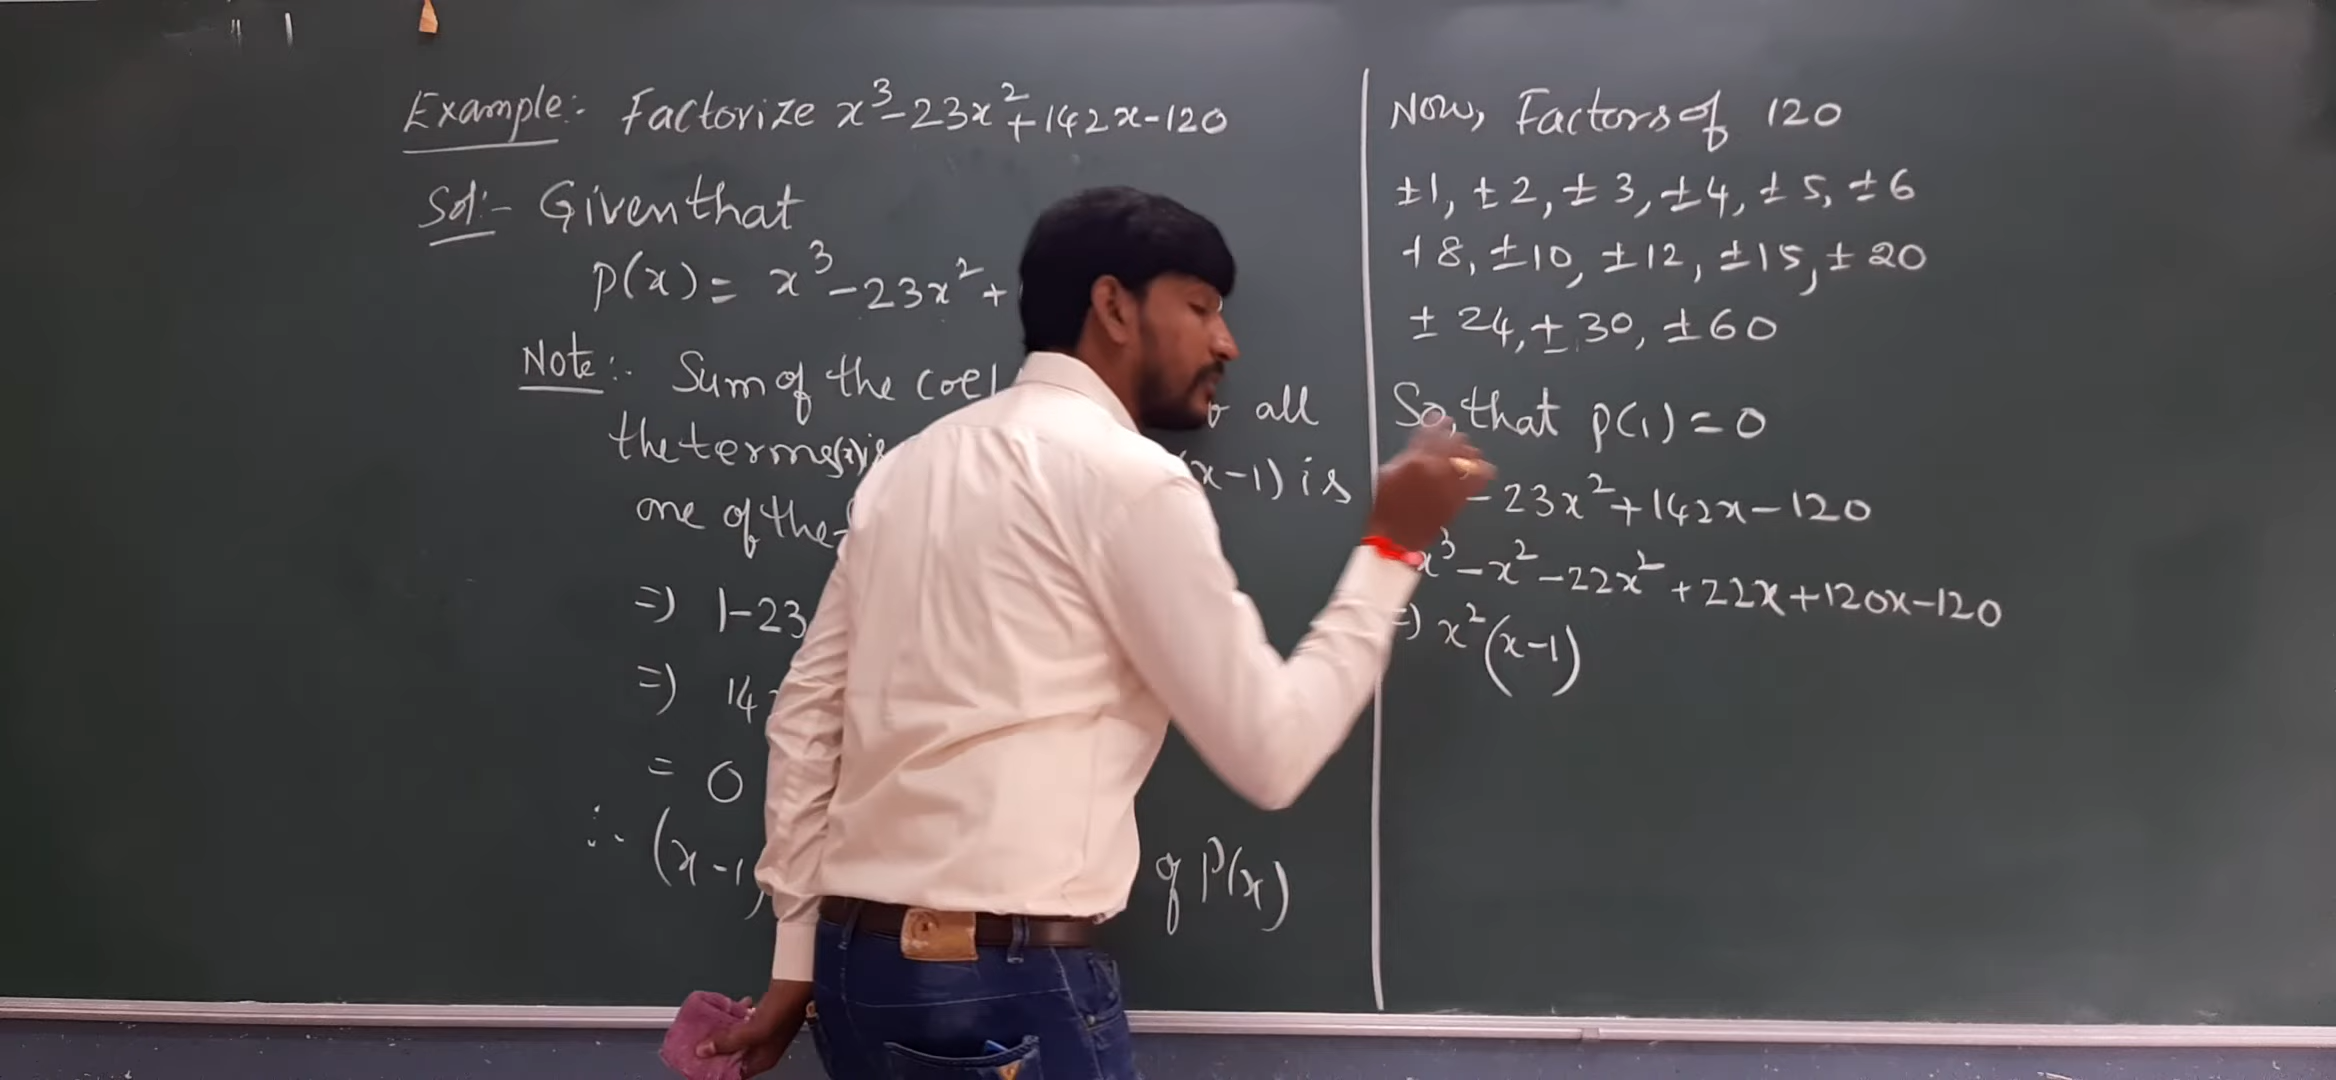 Example:- Factorize x³-23x²+142x-120
Sol:- Given that
p(x) = x³-23x²+
Note:- Sum of the coe
all
the terms(x) is
(x-1) is
one of the
=) 1-23
=) 14
= 0
∴ (x-1)
of P(x)
Now, Factors of 120
±1, ±2, ±3, ±4, ±5, ±6
+8, ±10, ±12, ±15, ±20
±24, ±30, ±60
So, that p(1) = 0
-23x²+142x-120
x³-x²-22x²+22x+120x-120
=) x²(x-1)